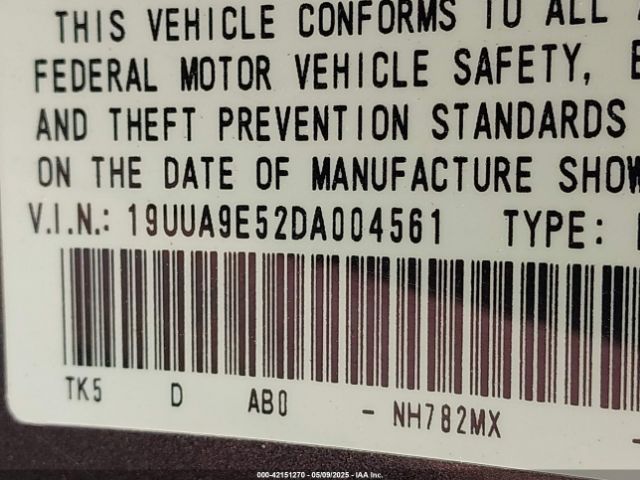 THIS VEHICLE CONFORMS TO ALL
FEDERAL MOTOR VEHICLE SAFETY,
AND THEFT PREVENTION STANDARDS
ON THE DATE OF MANUFACTURE SHOW
V.I.N.: 19UUA9E52DA004561 TYPE:
TK5 D AB0 - NH782MX -
000-42151270 - 05/09/2025 - IAA Inc.